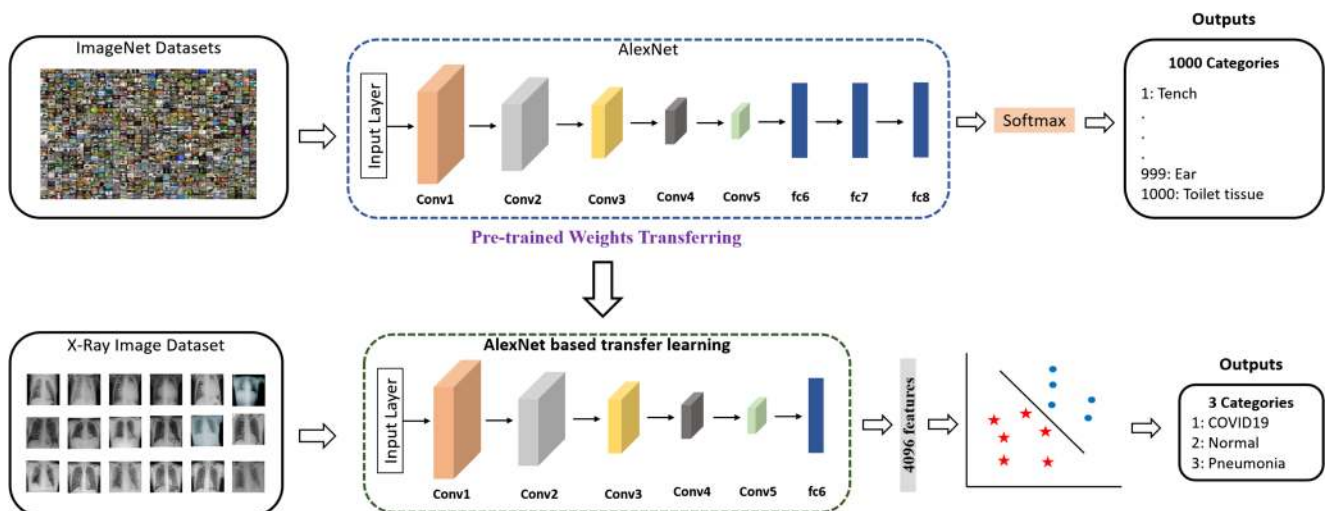 Outputs
ImageNet Datasets
AlexNet
1000 Categories
1: Tench
.
.
.
999: Ear
1000: Toilet tissue
Input Layer
Softmax
Conv1
Conv2
Conv3
Conv4
Conv5
fc6
fc7
fc8
Pre-trained Weights Transferring
X-Ray Image Dataset
AlexNet based transfer learning
Input Layer
Conv1
Conv2
Conv3
Conv4
Conv5
fc6
4096 features
Outputs
3 Categories
1: COVID19
2: Normal
3: Pneumonia